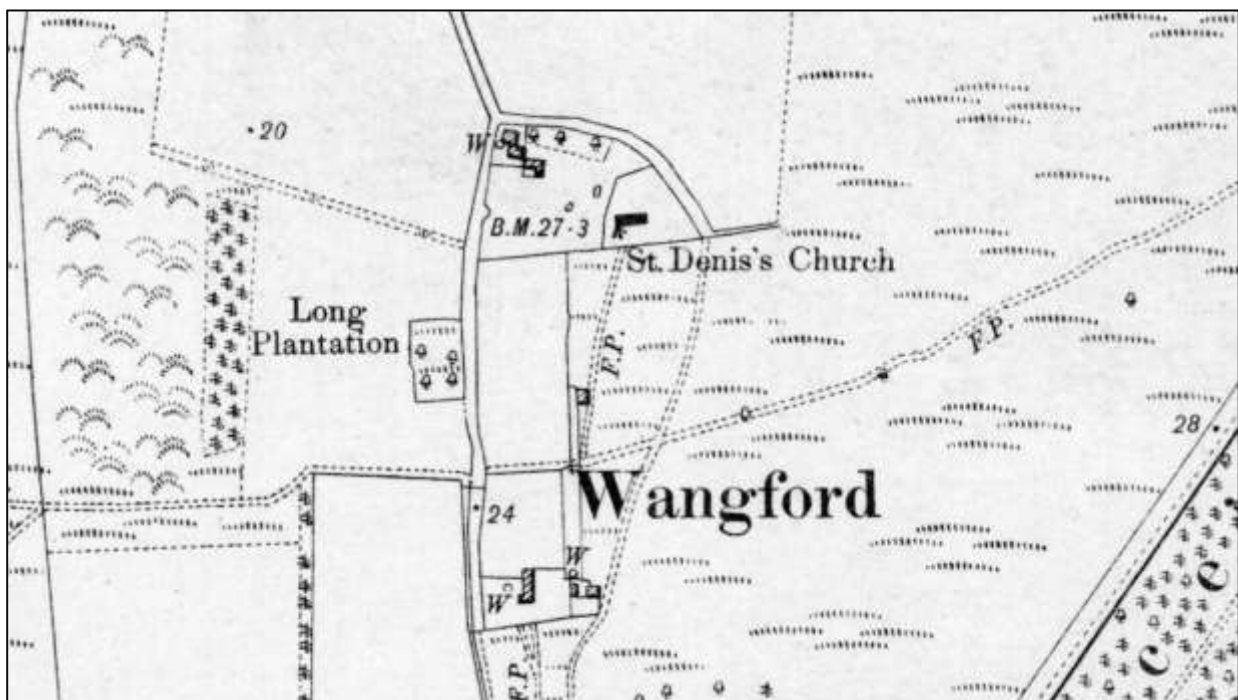 20
W
B.M. 27·3
St. Denis's Church
Long
Plantation
F.P.
F.P.
28
Wangford
24
W
W
F.P.
e
c
c